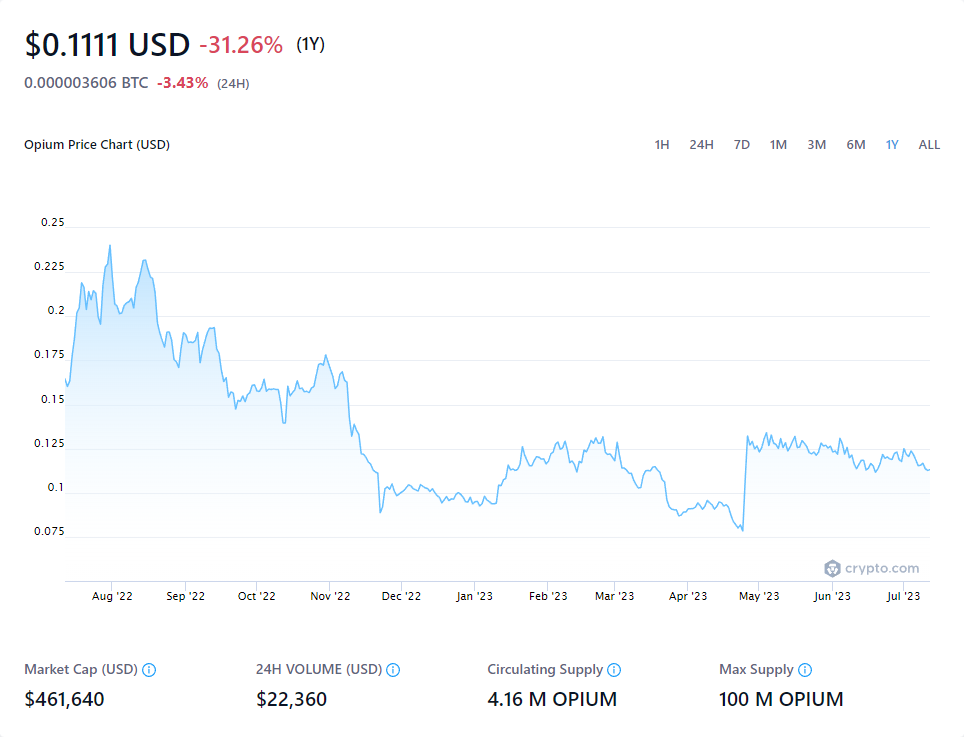 $0.1111 USD -31.26% (1Y)
0.000003606 BTC -3.43% (24H)
Opium Price Chart (USD) 1H 24H 7D 1M 3M 6M 1Y ALL
0.25
0.225
0.2
0.175
0.15
0.125
0.1
0.075
crypto.com
Aug '22 Sep '22 Oct '22 Nov '22 Dec '22 Jan '23 Feb '23 Mar '23 Apr '23 May '23 Jun '23 Jul '23
Market Cap (USD) 24H VOLUME (USD) Circulating Supply Max Supply
$461,640 $22,360 4.16 M OPIUM 100 M OPIUM